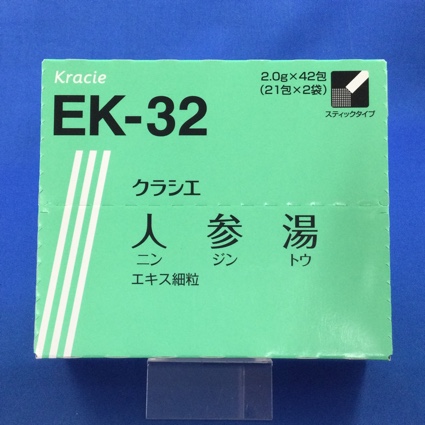 Kracie
2.0g×42包
(21包×2袋)
EK-32
スティックタイプ
クラシエ
人参湯
ニンジントウ
エキス細粒